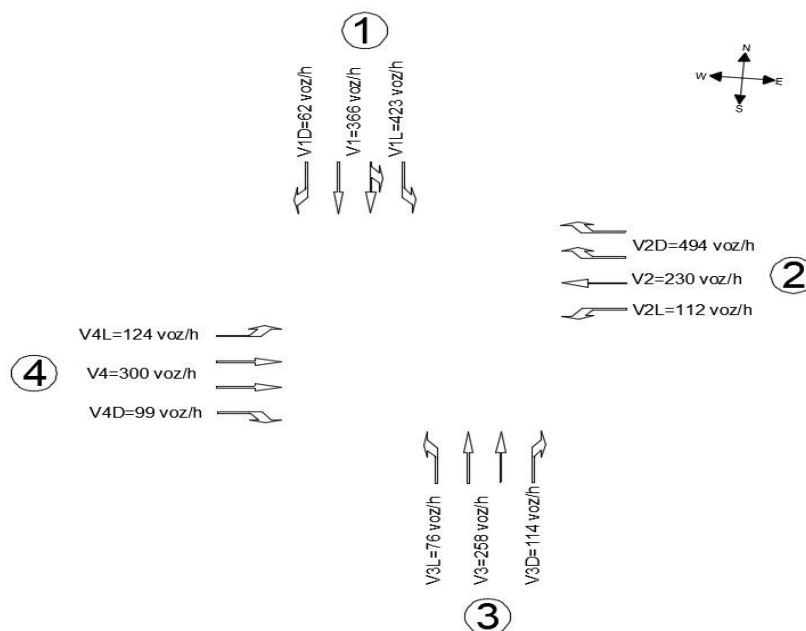 1
V1D=62 voz/h
V1=366 voz/h
V1L=423 voz/h
N
W
E
S
V2D=494 voz/h
V2=230 voz/h
V2L=112 voz/h
2
V4L=124 voz/h
V4=300 voz/h
V4D=99 voz/h
4
V3L=76 voz/h
V3=258 voz/h
V3D=114 voz/h
3